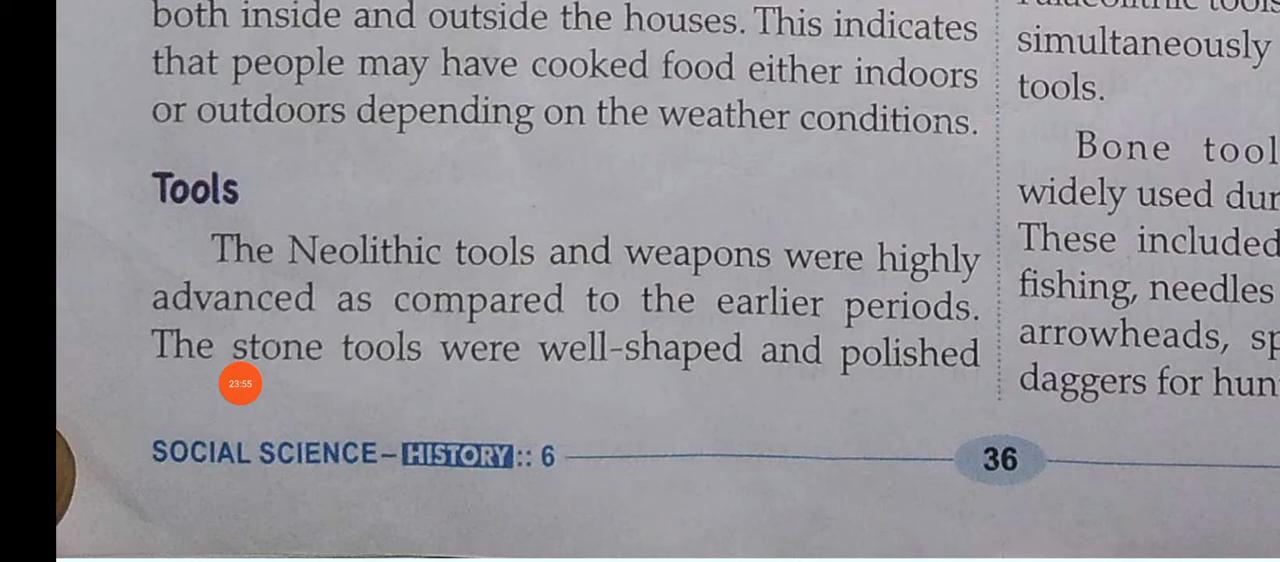 both inside and outside the houses. This indicates
that people may have cooked food either indoors
or outdoors depending on the weather conditions.
Tools
The Neolithic tools and weapons were highly
advanced as compared to the earlier periods.
The stone tools were well-shaped and polished
23:55
simultaneously
tools.
Bone
widely used
These included
fishing, needles
arrowheads,
daggers for
SOCIAL SCIENCE–HISTORY:: 6
36